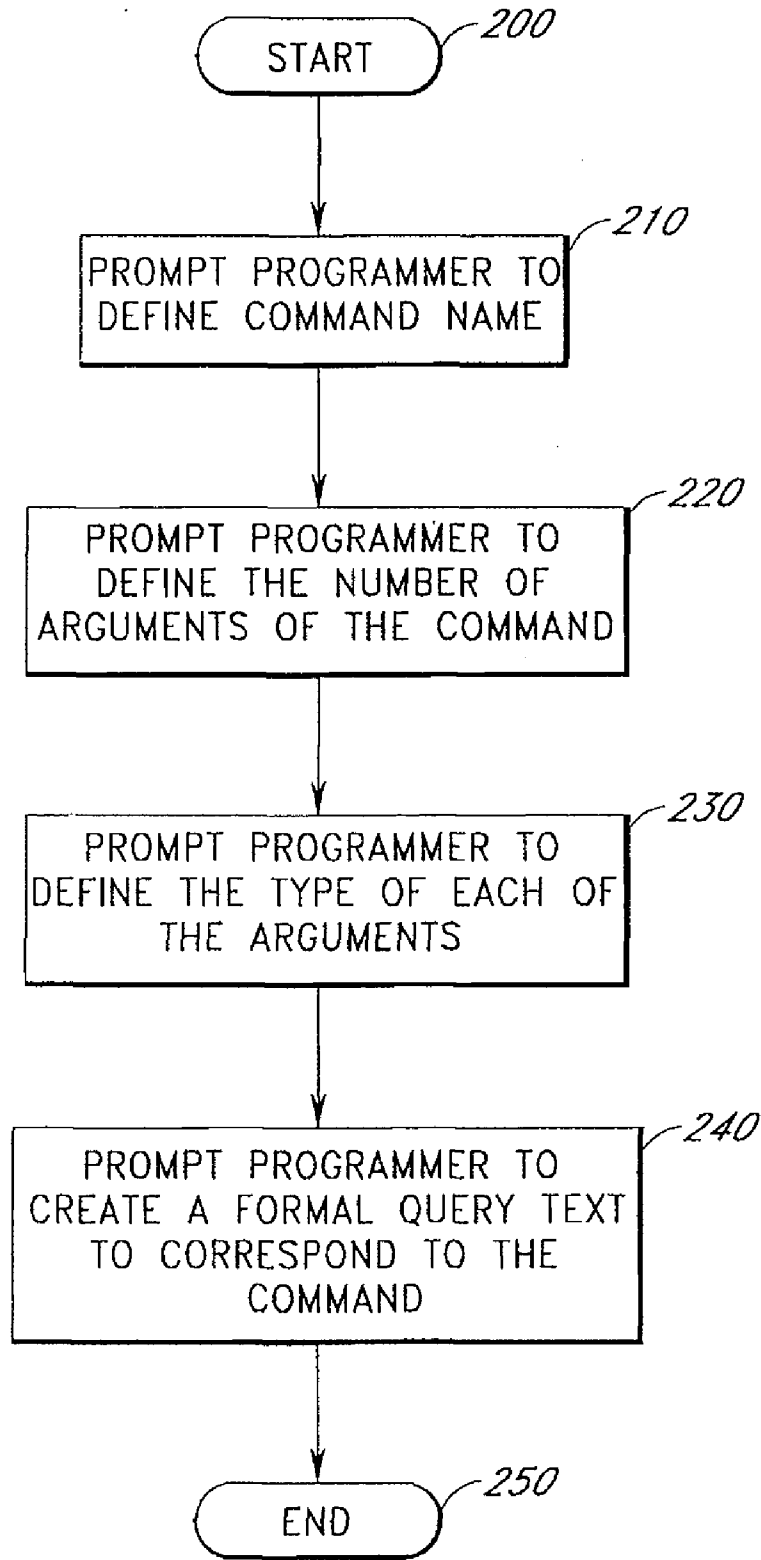 200
START
210
PROMPT PROGRAMMER TO
DEFINE COMMAND NAME
220
PROMPT PROGRAMMER TO
DEFINE THE NUMBER OF
ARGUMENTS OF THE COMMAND
230
PROMPT PROGRAMMER TO
DEFINE THE TYPE OF EACH OF
THE ARGUMENTS
240
PROMPT PROGRAMMER TO
CREATE A FORMAL QUERY TEXT
TO CORRESPOND TO THE
COMMAND
250
END